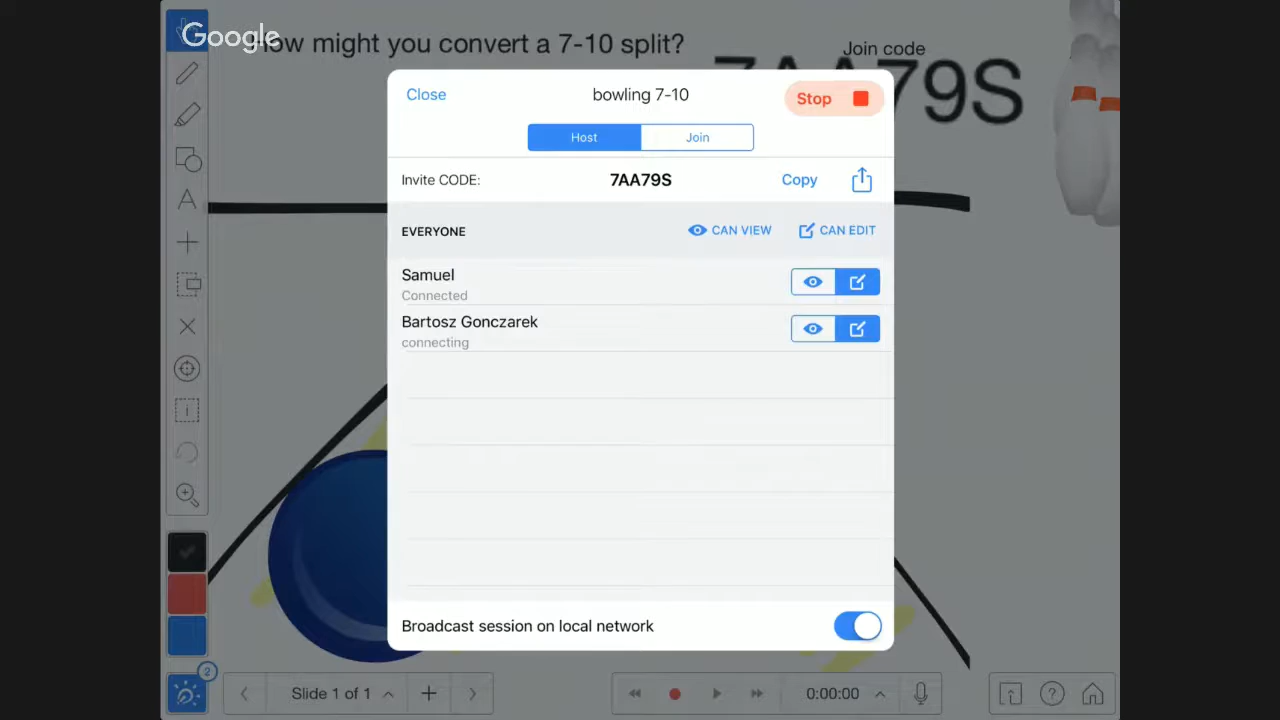 Google
How might you convert a 7-10 split?
Join code
7AA79S
Close
bowling 7-10
Stop
Host
Join
Invite CODE:
7AA79S
Copy
EVERYONE
CAN VIEW
CAN EDIT
Samuel
Connected
Bartosz Gonczarek
connecting
Broadcast session on local network
2
Slide 1 of 1
0:00:00